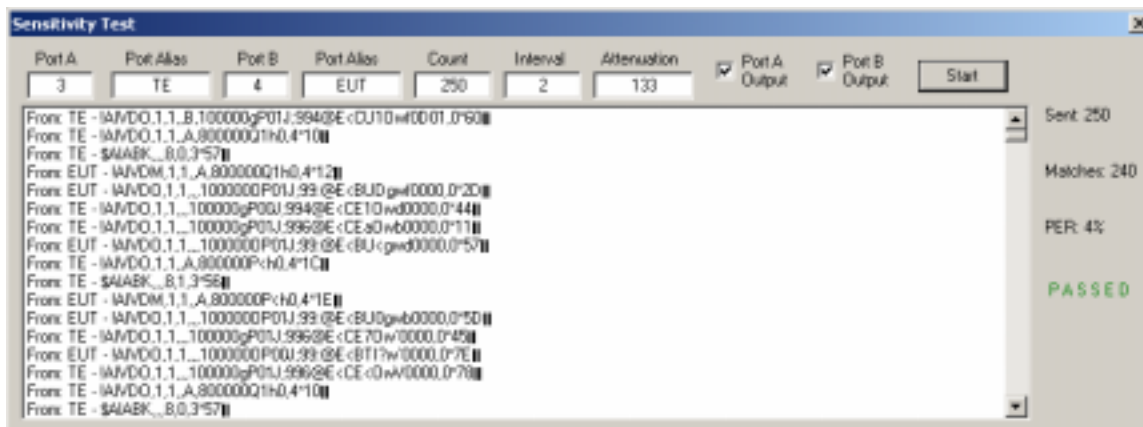 Sensitivity Test
Port A Port Alias Port B Port Alias Count Interval Attenuation Port A Output Port B Output Start
3 TE 4 EUT 250 2 133
From: TE - !AIVDO,1,1,,B,100000gP01J;994@E<CU1Owf0D01,0*60
From: TE - !AIVDO,1,1,,A,800000Q1h0,4*10
From: TE - $AIABK,,,B,0,3*57
From: EUT - !AIVDM,1,1,,A,800000Q1h0,4*12
From: EUT - !AIVDO,1,1,,,1000000P01J;99:@E<BU0gwf0000,0*2D
From: TE - !AIVDO,1,1,,,100000gP00J;994@E<CE1Owd0000,0*44
From: TE - !AIVDO,1,1,,,100000gP01J;996@E<CEaOwb0000,0*11
From: EUT - !AIVDO,1,1,,,1000000P01J;99:@E<BU<gwd0000,0*57
From: TE - !AIVDO,1,1,,A,800000P<h0,4*1C
From: TE - $AIABK,,,B,1,3*56
From: EUT - !AIVDM,1,1,,A,800000P<h0,4*1E
From: EUT - !AIVDO,1,1,,,1000000P01J;99:@E<BU0gwb0000,0*5D
From: TE - !AIVDO,1,1,,,100000gP01J;996@E<CE7Ow`0000,0*45
From: EUT - !AIVDO,1,1,,,1000000P00J;99:@E<BTI?w`0000,0*7E
From: TE - !AIVDO,1,1,,,100000gP01J;996@E<CE<OwV0000,0*78
From: TE - !AIVDO,1,1,,A,800000Q1h0,4*10
From: TE - $AIABK,,,B,0,3*57
Sent: 250
Matches: 240
PER: 4%
PASSED